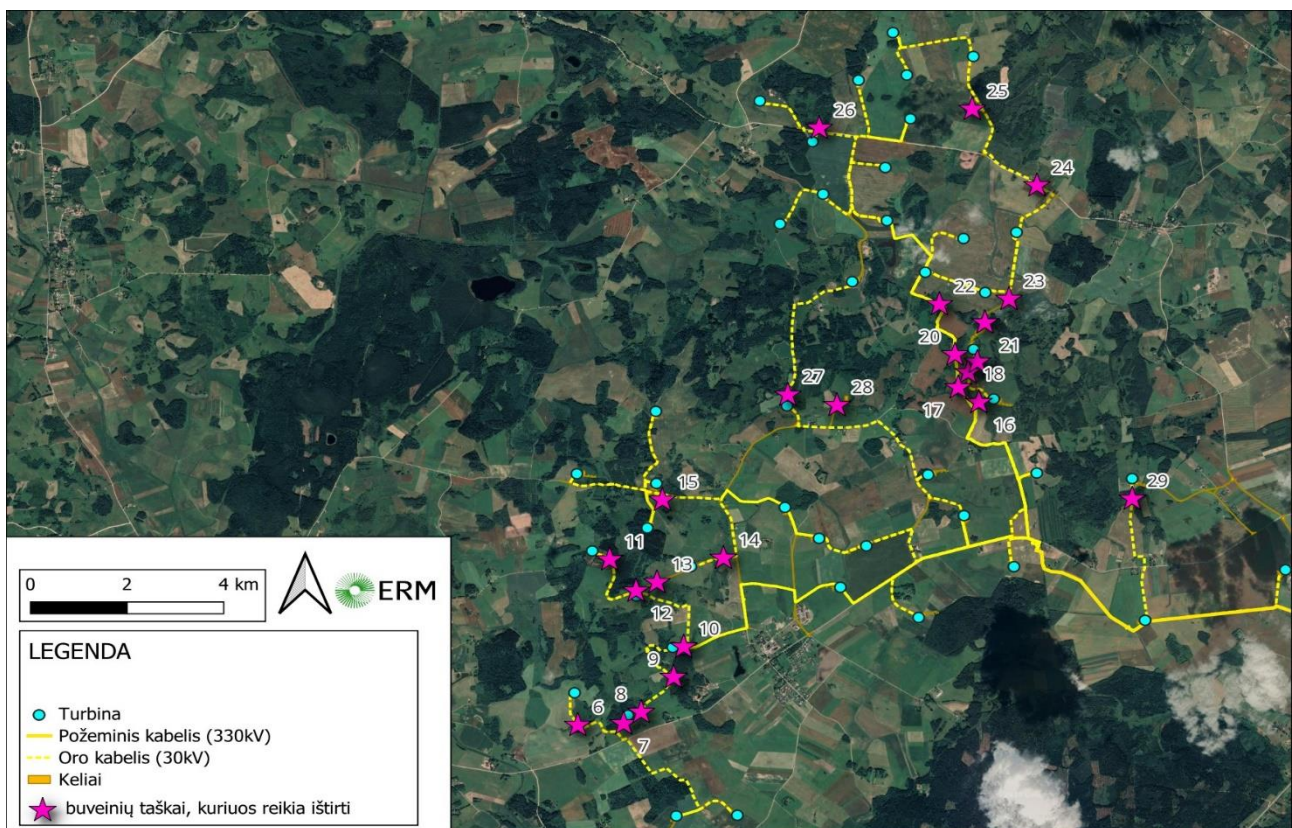 25
26
24
22
23
20
21
27
28
18
17
16
29
15
11
14
13
12
10
9
8
6
7
0 2 4 km
ERM
LEGENDA
Turbina
Požeminis kabelis (330kV)
Oro kabelis (30kV)
Keliai
buveinių taškai, kuriuos reikia ištirti